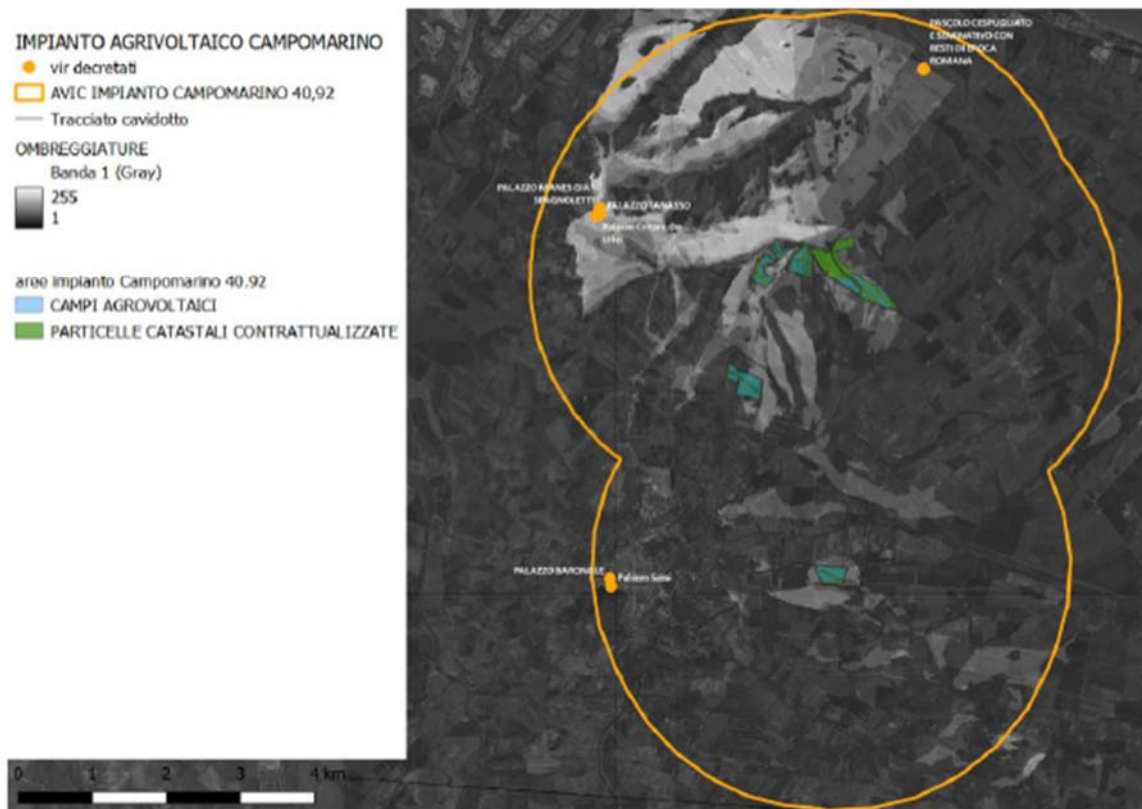 IMPIANTO AGRIVOLTAICO CAMPOMARINO
vir decretati
AVIC IMPIANTO CAMPOMARINO 40,92
Tracciato cavidotto
OMBREGGIATURE
Banda 1 (Gray)
255
1
aree impianto Campomarino 40.92
CAMPI AGROVOLTAICI
PARTICELLE CATASTALI CONTRATTUALIZZATE
PASCOLO CESPUGLIATO
E SEMINATIVO CON
RESTI DI EPOCA
ROMANA
PALAZZO
PALAZZO TANASSO
PALAZZO BARONALE
Palazzo
0 1 2 3 4 km